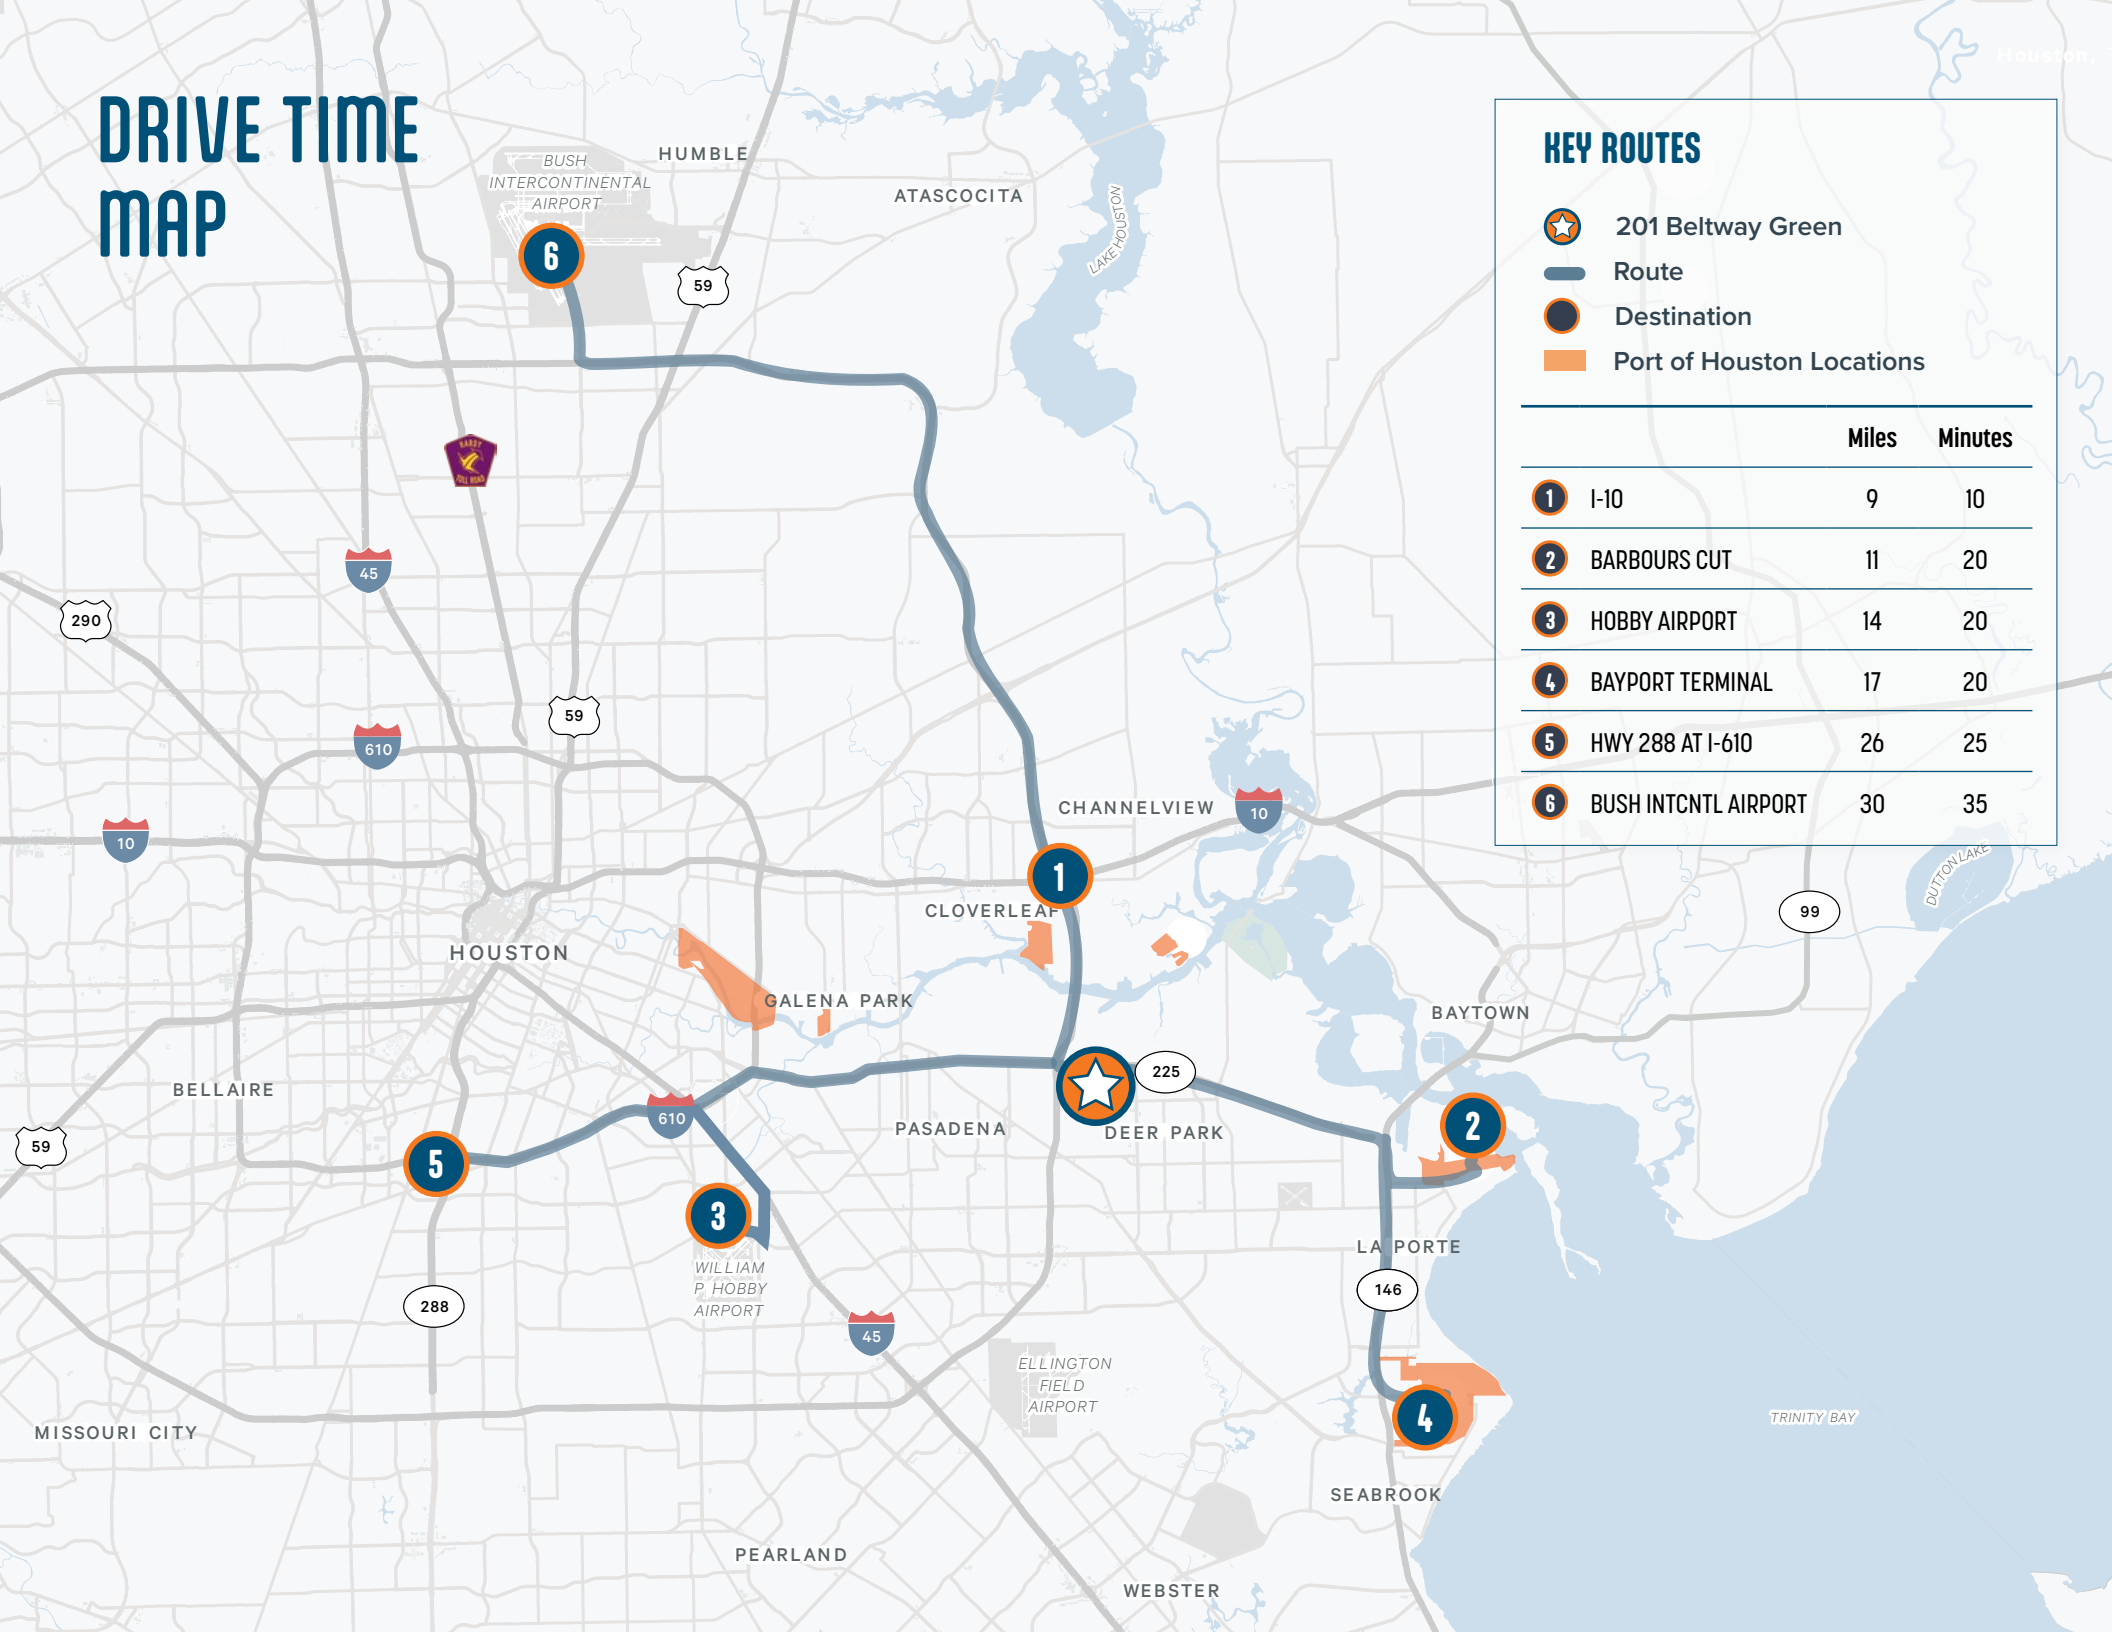 Houston,
DRIVE TIME
MAP
KEY ROUTES
201 Beltway Green
Route
Destination
Port of Houston Locations
Miles Minutes
1 I-10 9 10
2 BARBOURS CUT 11 20
3 HOBBY AIRPORT 14 20
4 BAYPORT TERMINAL 17 20
5 HWY 288 AT I-610 26 25
6 BUSH INTCNTL AIRPORT 30 35
BUSH
INTERCONTINENTAL
AIRPORT
HUMBLE
ATASCOCITA
LAKE HOUSTON
6
59
HARDY
TOLL ROAD
45
290
59
610
10
CHANNELVIEW
10
1
CLOVERLEAF
DUTTON LAKE
99
HOUSTON
GALENA PARK
BAYTOWN
225
BELLAIRE
610
PASADENA
DEER PARK
2
59
5
3
WILLIAM
P HOBBY
AIRPORT
LA PORTE
146
288
45
ELLINGTON
FIELD
AIRPORT
4
TRINITY BAY
MISSOURI CITY
SEABROOK
PEARLAND
WEBSTER